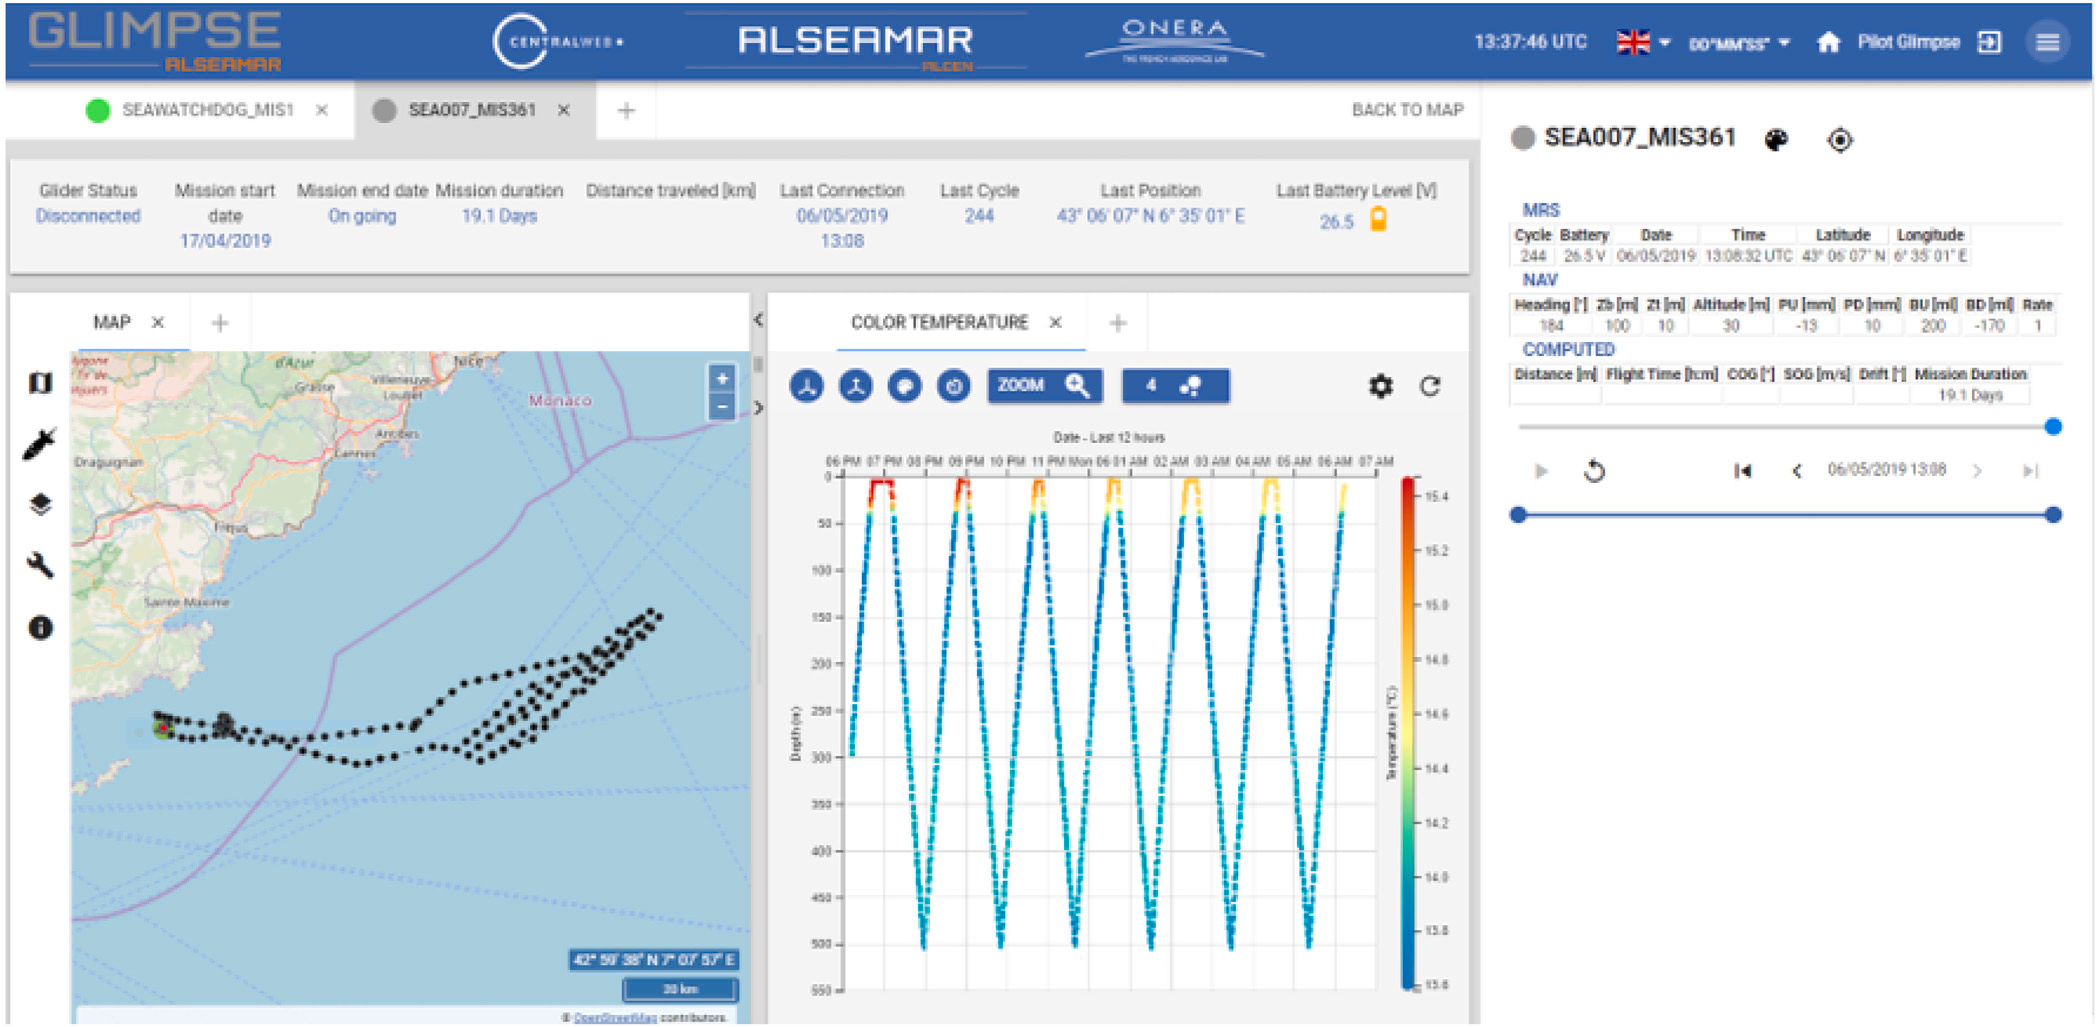 GLIMPSE
ALSEAMAR
CENTRALWEB+
ALSEAMAR
ALCEN
ONERA
THE FRENCH AEROSPACE LAB
13:37:46 UTC
DD°MM'SS"
Pilot Glimpse
SEAWATCHDOG_MIS1 ×
SEA007_MIS361 ×
+
BACK TO MAP
Glider Status
Disconnected
Mission start date
17/04/2019
Mission end date
On going
Mission duration
19.1 Days
Distance traveled [km]
Last Connection
06/05/2019
13:08
Last Cycle
244
Last Position
43° 06' 07" N 6° 35' 01" E
Last Battery Level [V]
26.5
MAP × +
d'Azur
Nice
Grasse
Villeneuve-
Loubet
Monaco
Antibes
Cannes
Draguignan
Fréjus
Sainte Maxime
+
−
42° 59' 38" N 7° 07' 57" E
20 km
© OpenStreetMap contributors.
COLOR TEMPERATURE × +
ZOOM
4
Date - Last 12 hours
06 PM 07 PM 08 PM 09 PM 10 PM 11 PM Mon 06 01 AM 02 AM 03 AM 04 AM 05 AM 06 AM 07 AM
0
50
100
150
200
250
300
350
400
450
500
550
Depth (m)
15.4
15.2
15.0
14.8
14.6
14.4
14.2
14.0
13.8
13.6
Temperature (°C)
SEA007_MIS361
MRS
Cycle Battery Date Time Latitude Longitude
244 26.5 V 06/05/2019 13:08:32 UTC 43° 06' 07" N 6° 35' 01" E
NAV
Heading [°] Zb [m] Zt [m] Altitude [m] PU [mm] PD [mm] BU [ml] BD [ml] Rate
184 100 10 30 -13 10 200 -170 1
COMPUTED
Distance [m] Flight Time [h:m] COG [°] SOG [m/s] Drift [°] Mission Duration
19.1 Days
06/05/2019 13:08